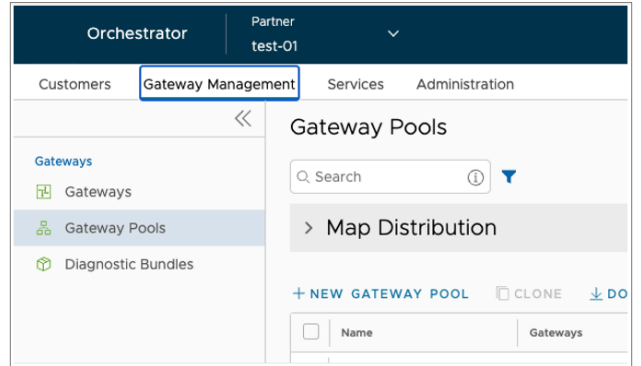 Orchestrator
Partner
test-01
Customers Gateway Management Services Administration
Gateways
Gateways
Gateway Pools
Diagnostic Bundles
Gateway Pools
Search
Map Distribution
+ NEW GATEWAY POOL CLONE DO
Name Gateways